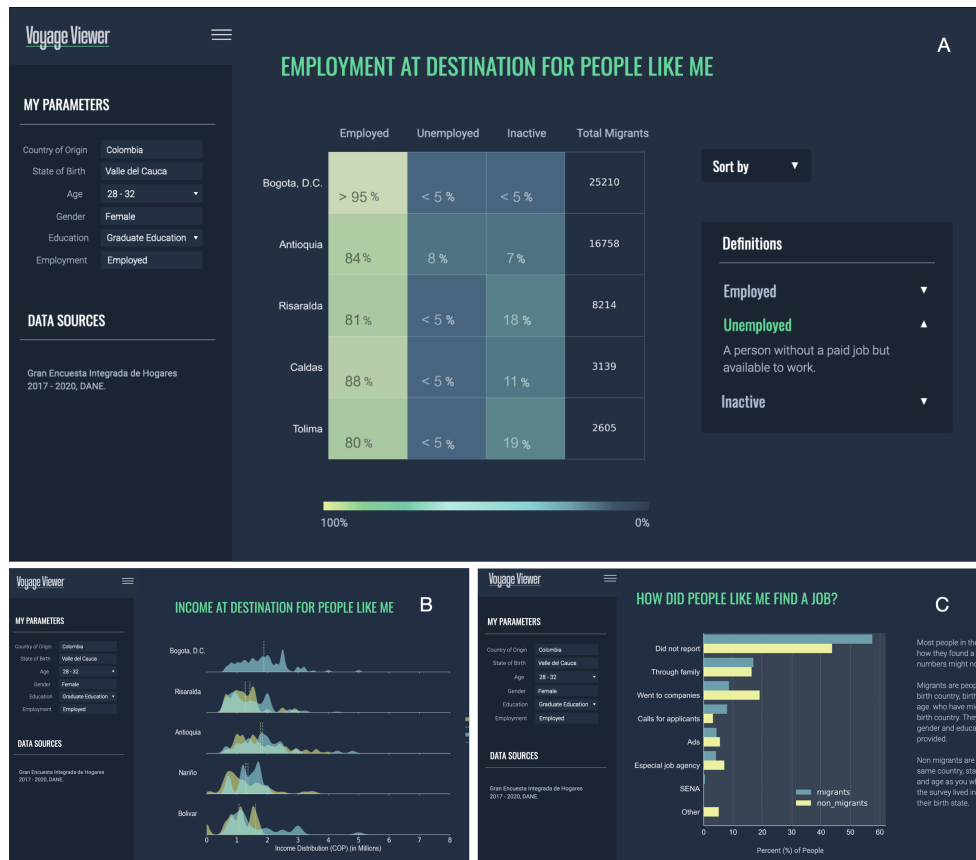 Voyage Viewer
A
EMPLOYMENT AT DESTINATION FOR PEOPLE LIKE ME
MY PARAMETERS
Country of Origin Colombia
State of Birth Valle del Cauca
Age 28 - 32
Gender Female
Education Graduate Education
Employment Employed
DATA SOURCES
Gran Encuesta Integrada de Hogares
2017 - 2020, DANE.
Employed Unemployed Inactive Total Migrants
Bogota, D.C. > 95 % < 5 % < 5 % 25210
Antioquia 84% 8 % 7 % 16758
Risaralda 81 % < 5 % 18 % 8214
Caldas 88 % < 5 % 11 % 3139
Tolima 80 % < 5 % 19 % 2605
100% 0%
Sort by
Definitions
Employed
Unemployed
A person without a paid job but
available to work.
Inactive
Voyage Viewer
B
INCOME AT DESTINATION FOR PEOPLE LIKE ME
MY PARAMETERS
Country of Origin Colombia
State of Birth Valle del Cauca
Age 28 - 32
Gender Female
Education Graduate Education
Employment Employed
DATA SOURCES
Gran Encuesta Integrada de Hogares
2017 - 2020, DANE.
Bogota, D.C.
Risaralda
Antioquia
Nariño
Bolivar
0 1 2 3 4 5 6 7 8
Income Distribution (COP) (in Millions)
Voyage Viewer
C
HOW DID PEOPLE LIKE ME FIND A JOB?
MY PARAMETERS
Country of Origin Colombia
State of Birth Valle del Cauca
Age 28 - 32
Gender Female
Education Graduate Education
Employment Employed
DATA SOURCES
Gran Encuesta Integrada de Hogares
2017 - 2020, DANE.
Did not report
Through family
Went to companies
Calls for applicants
Ads
Especial job agency
SENA
Other
migrants
non_migrants
0 10 20 30 40 50 60
Percent (%) of People
Most people in the
how they found a
numbers might no
Migrants are peop
birth country, birth
age who have mi
birth country. They
gender and educa
provided.
Non migrants are
same country, sta
and age as you w
the survey lived in
their birth state.